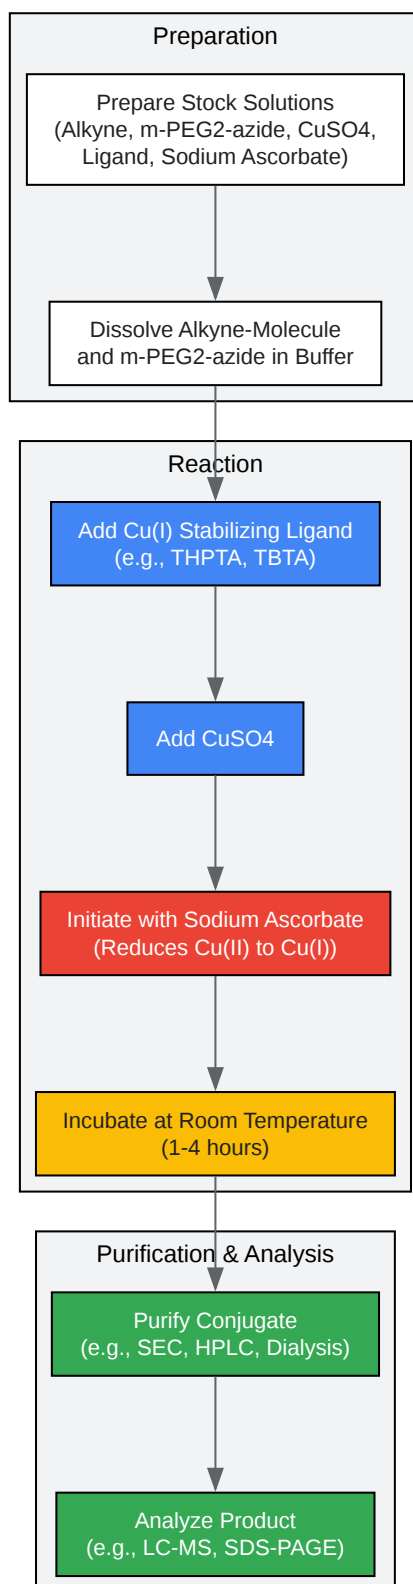 Preparation
Prepare Stock Solutions
(Alkyne, m-PEG2-azide, CuSO4,
Ligand, Sodium Ascorbate)
Dissolve Alkyne-Molecule
and m-PEG2-azide in Buffer
Reaction
Add Cu(I) Stabilizing Ligand
(e.g., THPTA, TBTA)
Add CuSO4
Initiate with Sodium Ascorbate
(Reduces Cu(II) to Cu(I))
Incubate at Room Temperature
(1-4 hours)
Purification & Analysis
Purify Conjugate
(e.g., SEC, HPLC, Dialysis)
Analyze Product
(e.g., LC-MS, SDS-PAGE)